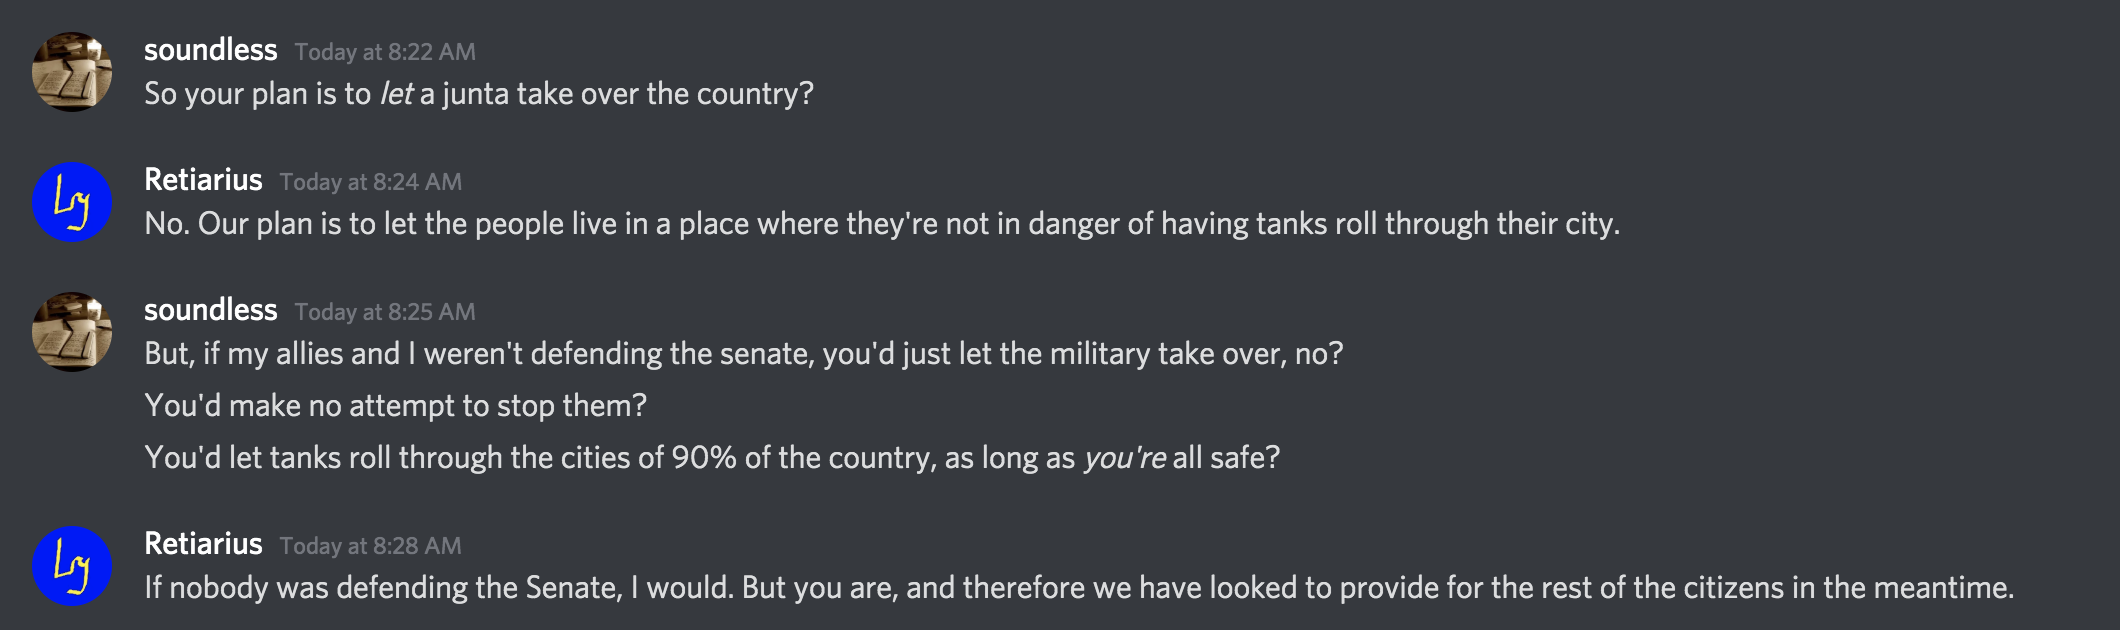 soundless Today at 8:22 AM
So your plan is to let a junta take over the country?
Ly
Retiarius Today at 8:24 AM
No. Our plan is to let the people live in a place where they're not in danger of having tanks roll through their city.
soundless Today at 8:25 AM
But, if my allies and I weren't defending the senate, you'd just let the military take over, no?
You'd make no attempt to stop them?
You'd let tanks roll through the cities of 90% of the country, as long as you're all safe?
Ly
Retiarius Today at 8:28 AM
If nobody was defending the Senate, I would. But you are, and therefore we have looked to provide for the rest of the citizens in the meantime.